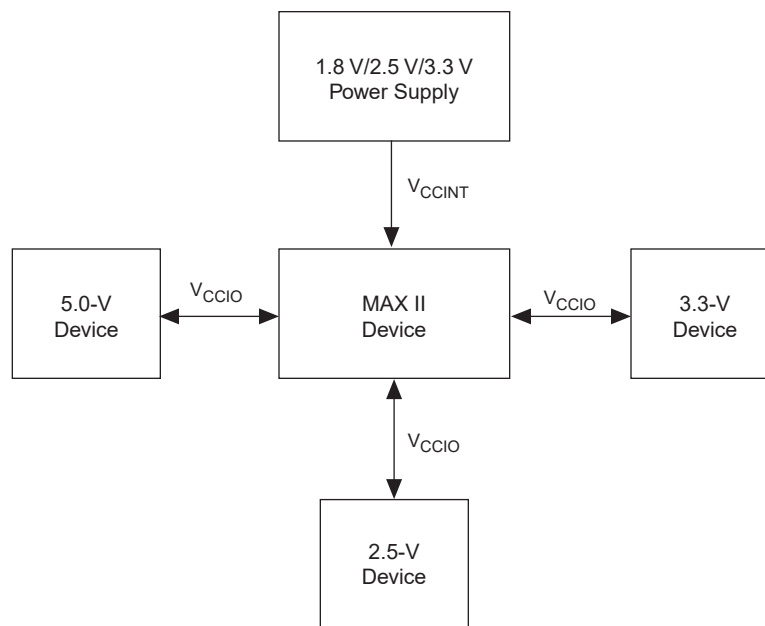 1.8 V/2.5 V/3.3 V
Power Supply
VCCINT
5.0-V
Device
VCCIO
MAX II
Device
VCCIO
3.3-V
Device
VCCIO
2.5-V
Device